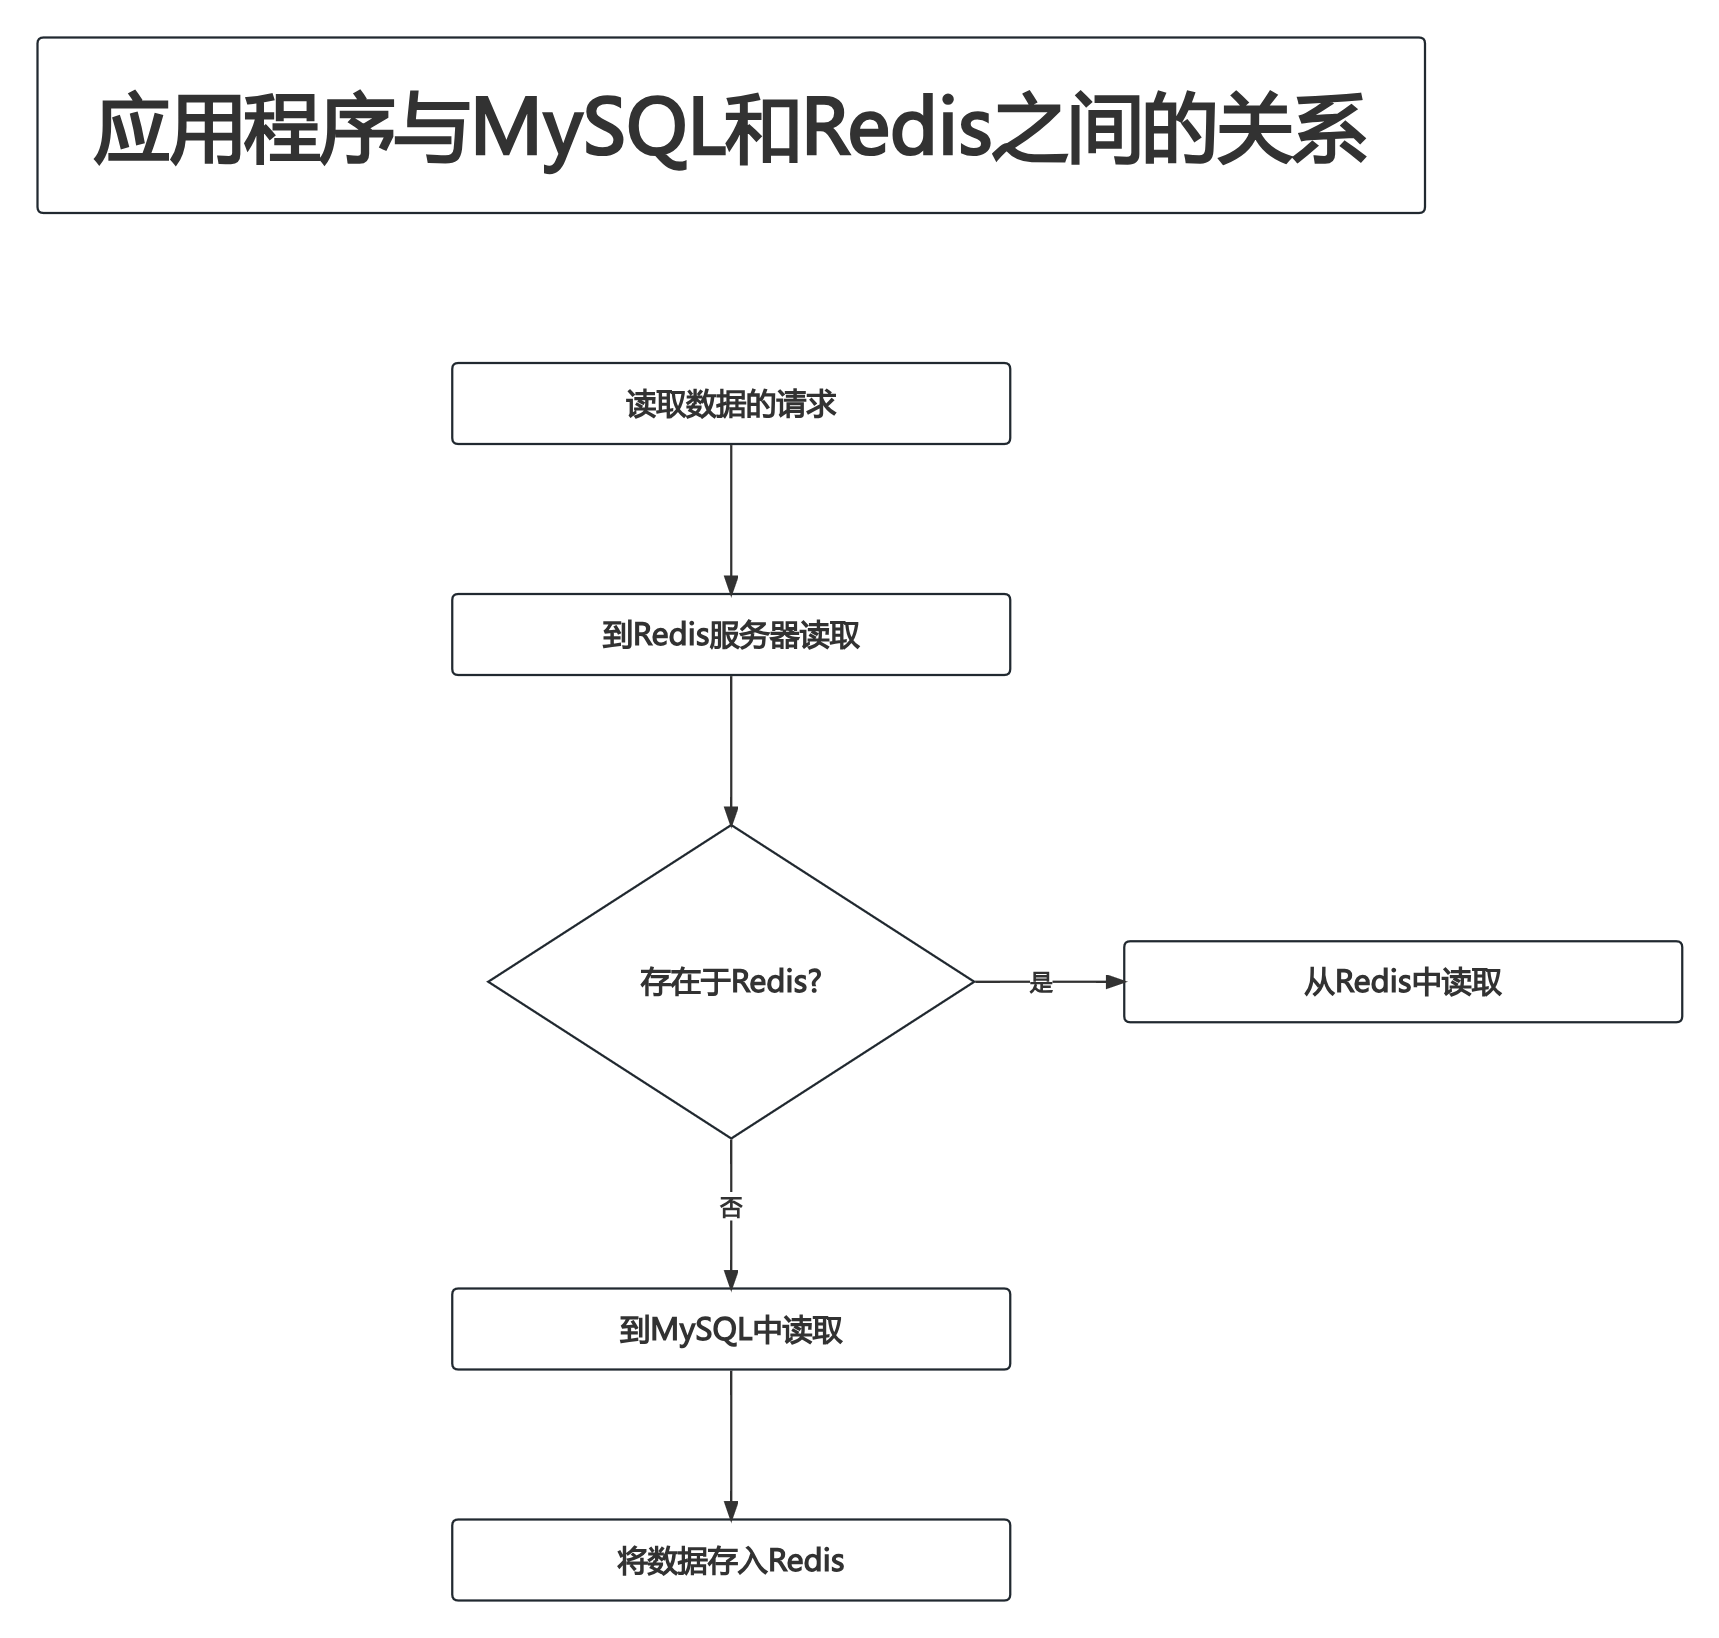 应用程序与MySQL和Redis之间的关系
读取数据的请求
到Redis服务器读取
存在于Redis?
是
从Redis中读取
否
到MySQL中读取
将数据存入Redis